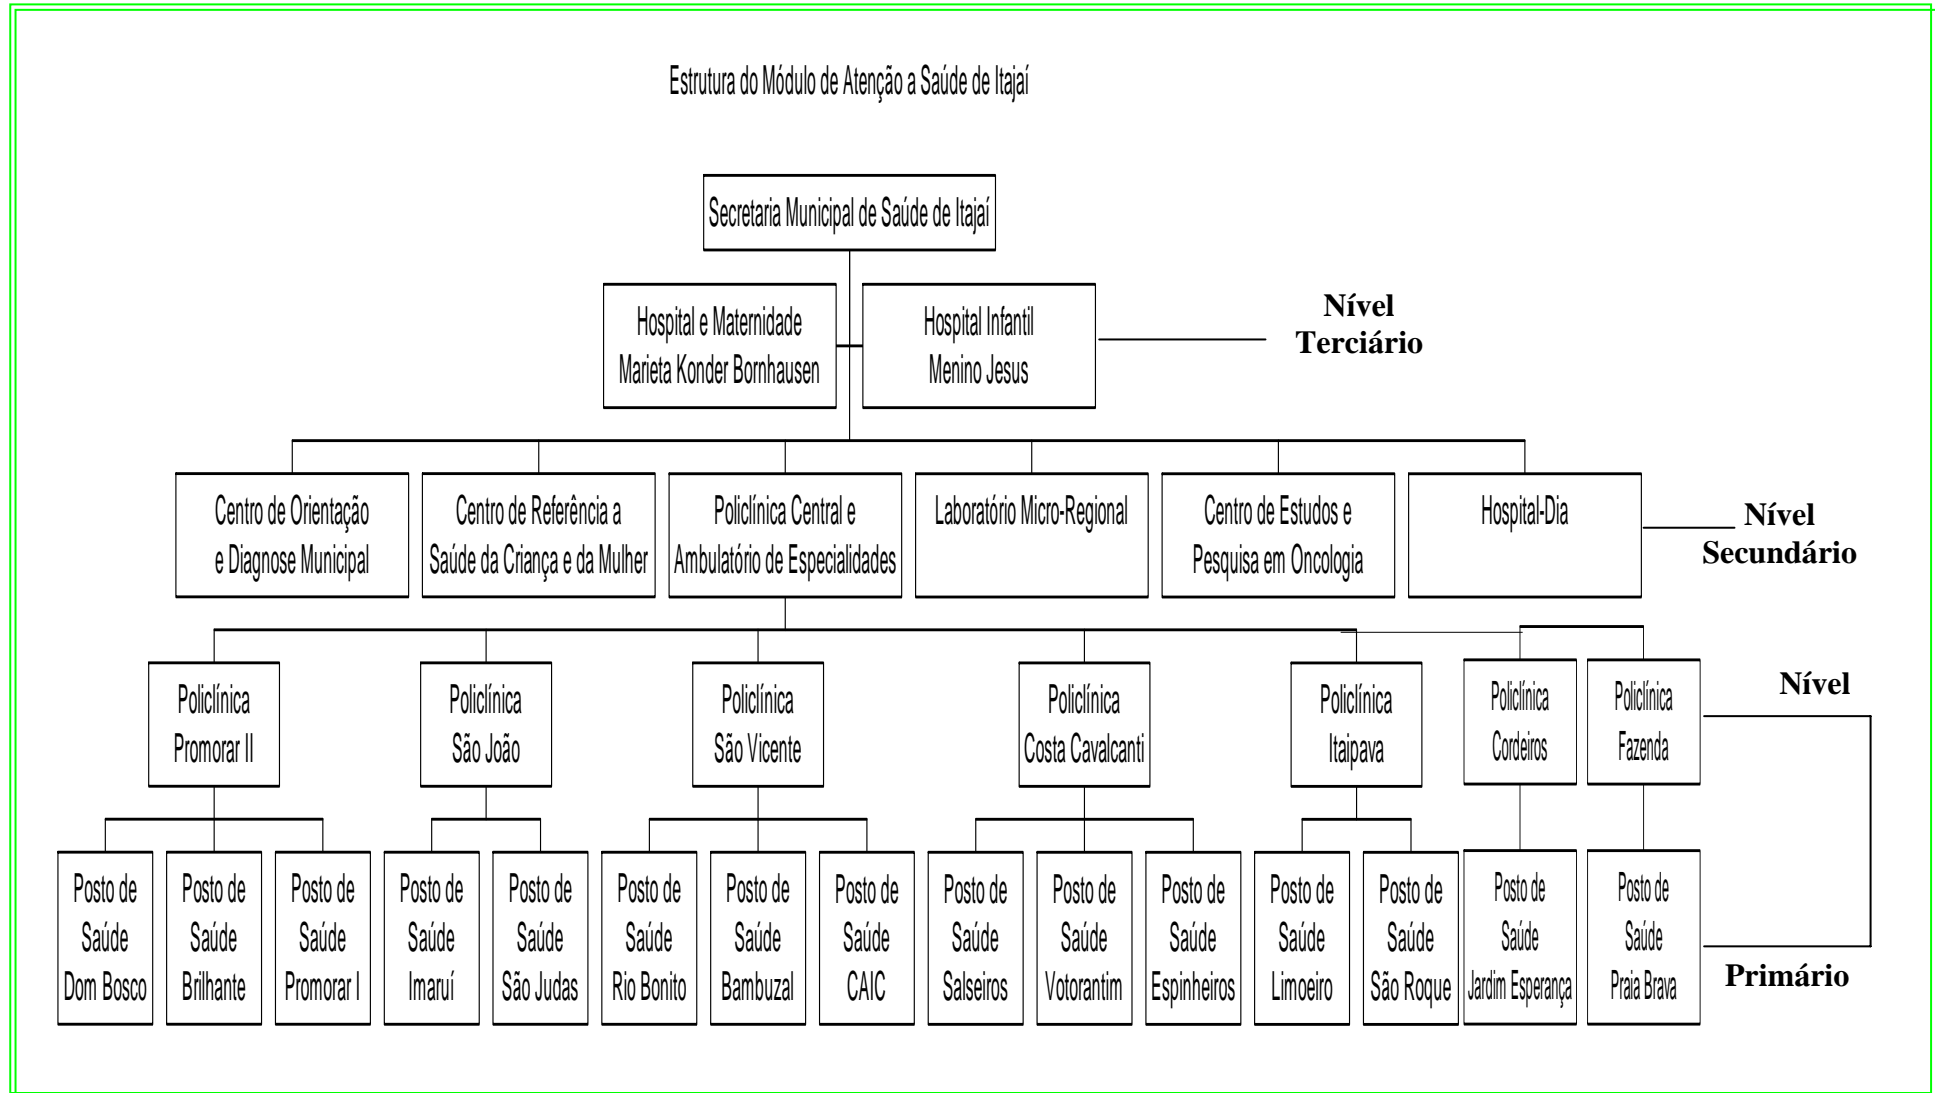 Estrutura do Módulo de Atenção a Saúde de Itajaí
Secretaria Municipal de Saúde de Itajaí
Hospital e Maternidade
Marieta Konder Bornhausen
Hospital Infantil
Menino Jesus
Nível
Terciário
Centro de Orientação
e Diagnose Municipal
Centro de Referência a
Saúde da Criança e da Mulher
Policlínica Central e
Ambulatório de Especialidades
Laboratório Micro-Regional
Centro de Estudos e
Pesquisa em Oncologia
Hospital-Dia
Nível
Secundário
Policlínica
Promorar II
Policlínica
São João
Policlínica
São Vicente
Policlínica
Costa Cavalcanti
Policlínica
Itaipava
Policlínica
Cordeiros
Policlínica
Fazenda
Nível
Posto de
Saúde
Dom Bosco
Posto de
Saúde
Brilhante
Posto de
Saúde
Promorar I
Posto de
Saúde
Imaruí
Posto de
Saúde
São Judas
Posto de
Saúde
Rio Bonito
Posto de
Saúde
Bambuzal
Posto de
Saúde
CAIC
Posto de
Saúde
Salseiros
Posto de
Saúde
Votorantim
Posto de
Saúde
Espinheiros
Posto de
Saúde
Limoeiro
Posto de
Saúde
São Roque
Posto de
Saúde
Jardim Esperança
Posto de
Saúde
Praia Brava
Primário